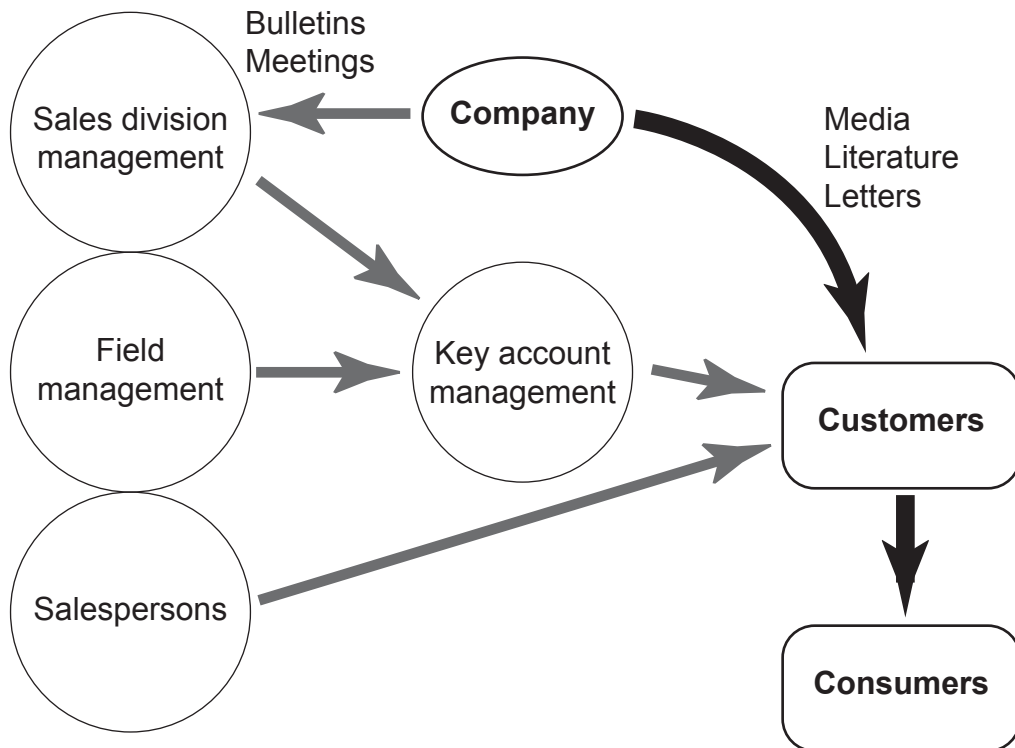 Bulletins
Meetings
Company
Sales division
management
Media
Literature
Letters
Field
management
Key account
management
Customers
Salespersons
Consumers